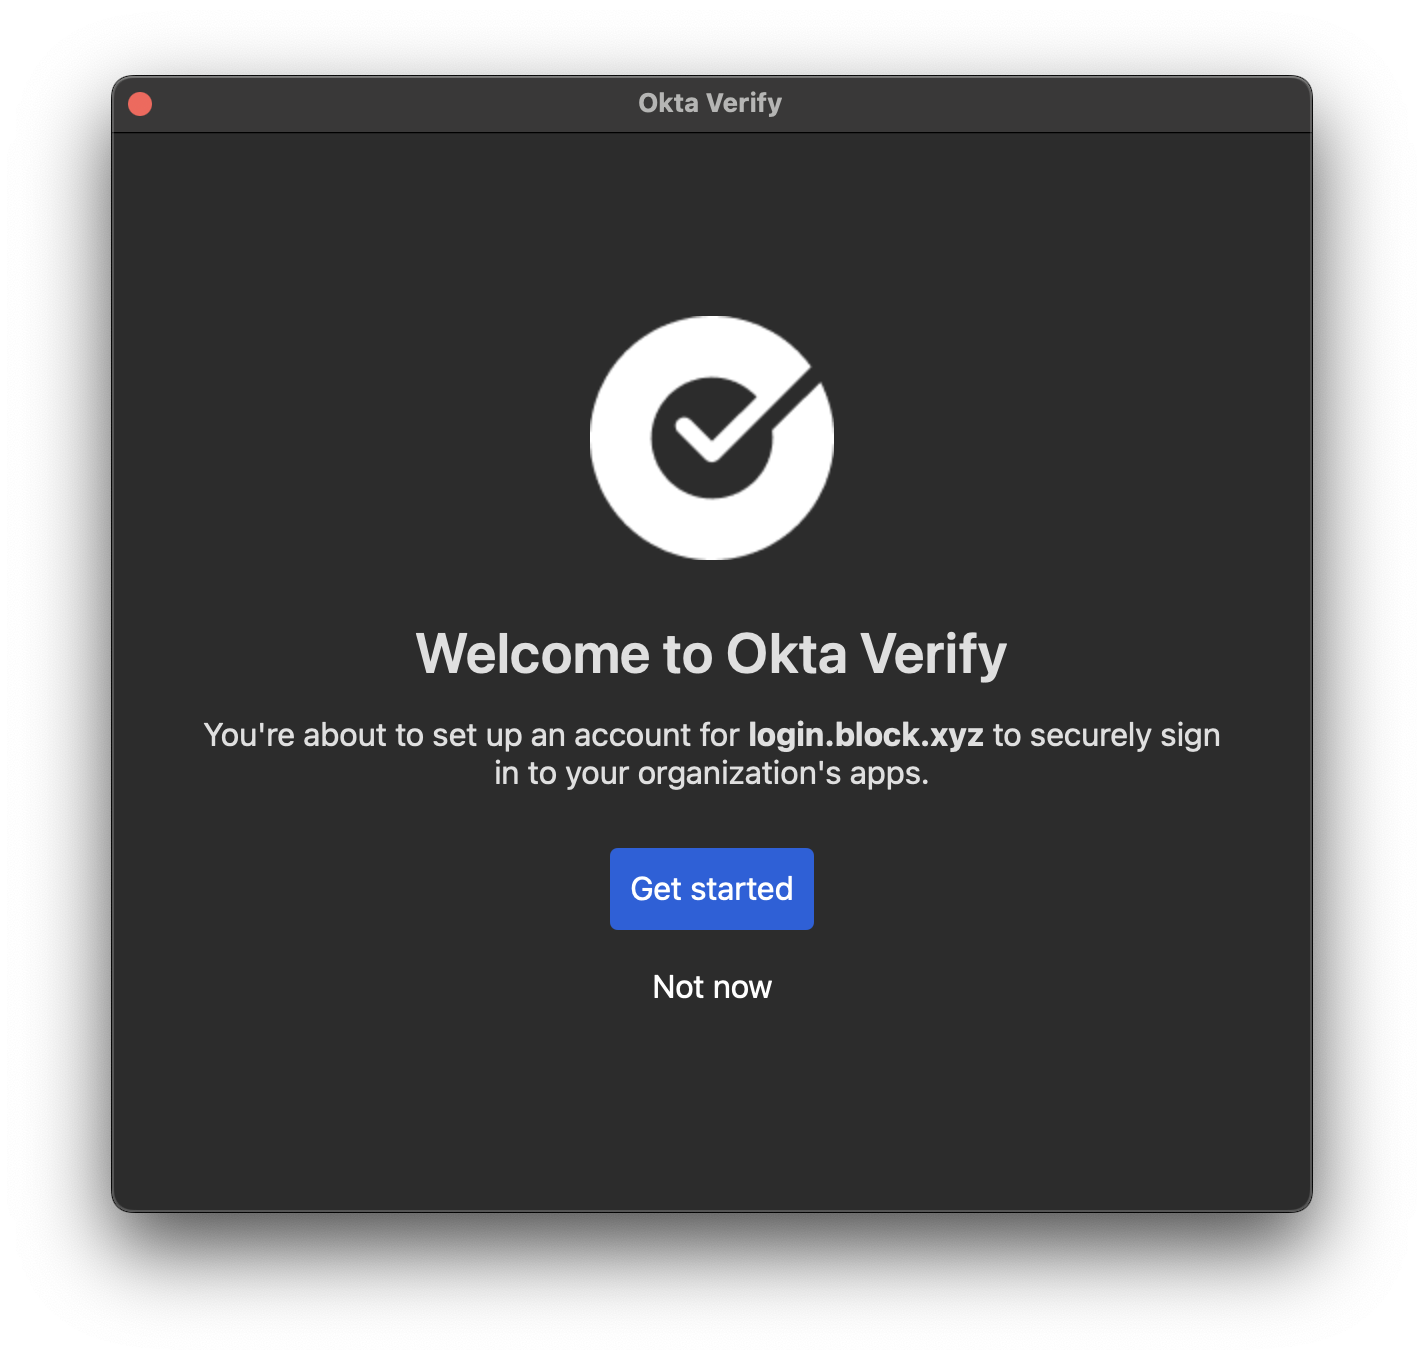 Okta Verify
Welcome to Okta Verify
You're about to set up an account for login.block.xyz to securely sign
in to your organization's apps.
Get started
Not now